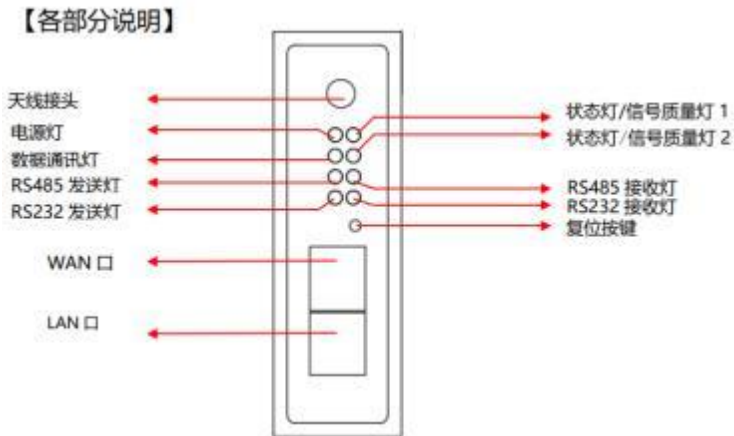 【各部分说明】
天线接头
电源灯
数据通讯灯
RS485 发送灯
RS232 发送灯
WAN 口
LAN 口
状态灯/信号质量灯 1
状态灯/信号质量灯 2
RS485 接收灯
RS232 接收灯
复位按键